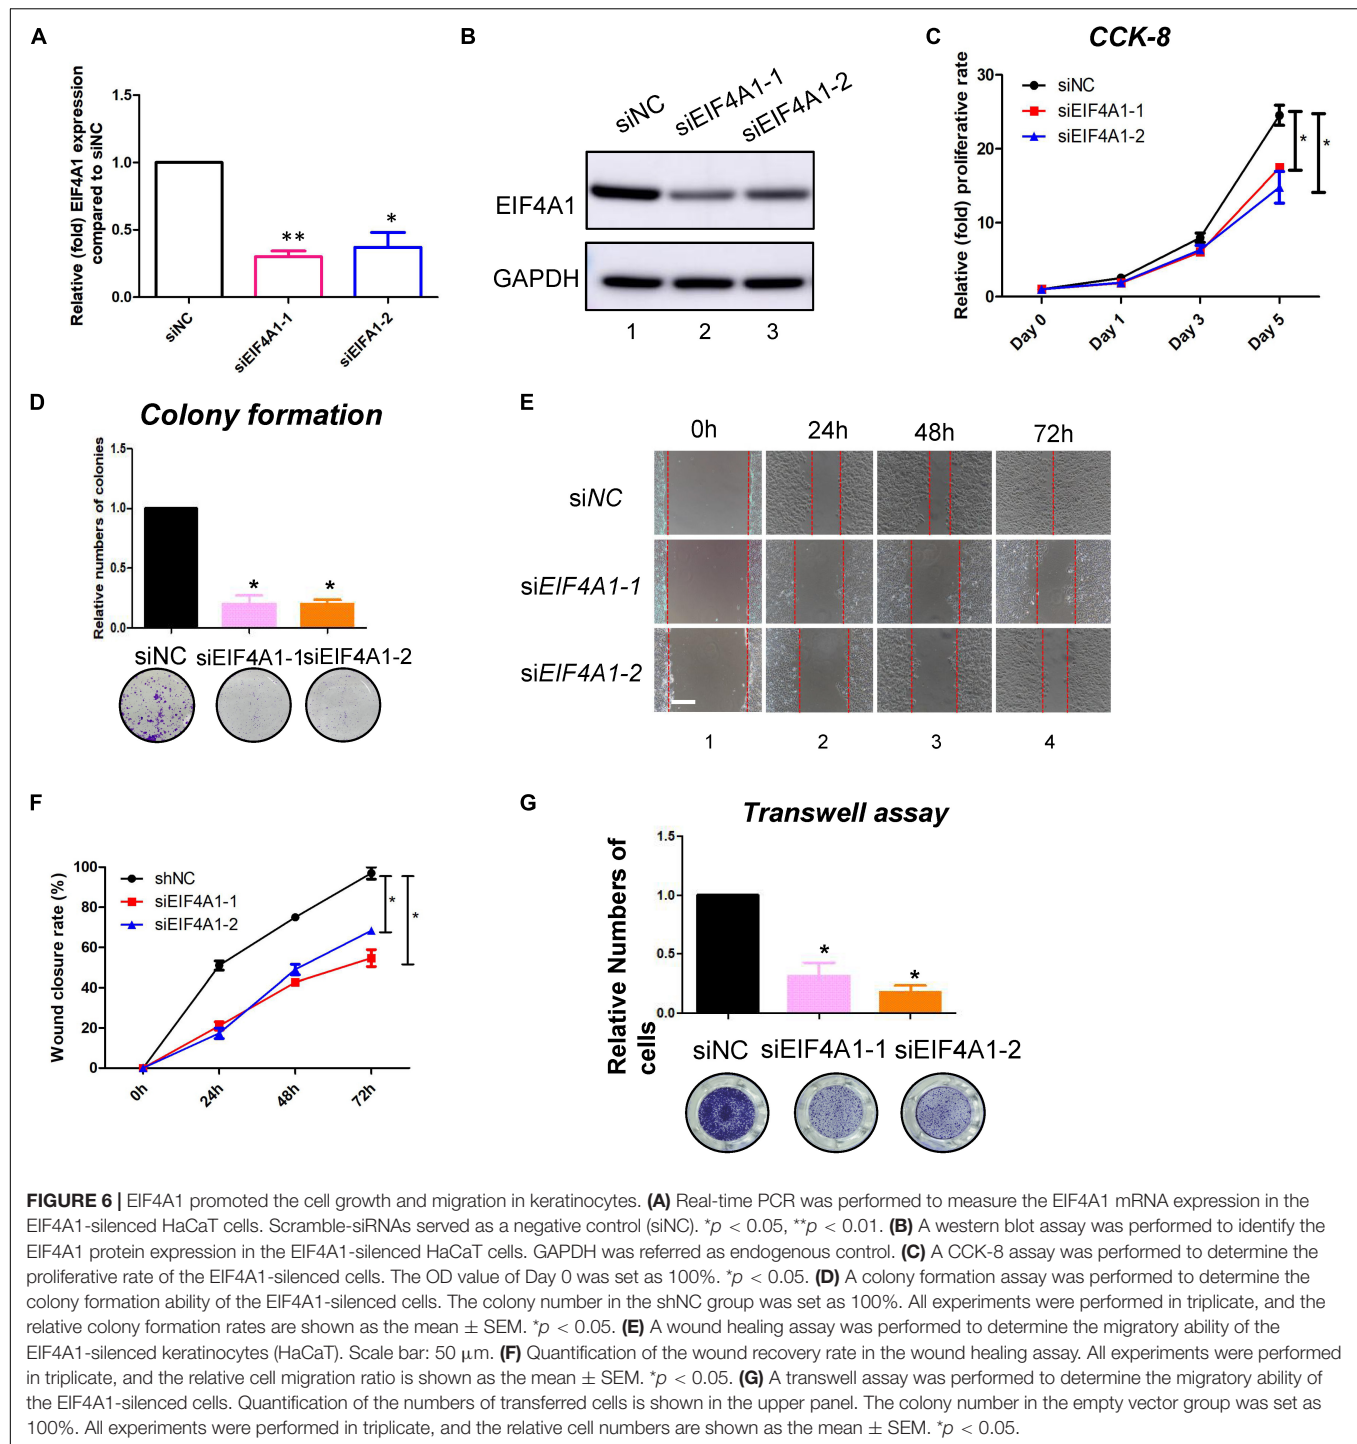 A
Relative (fold) EIF4A1 expression
compared to siNC
1.5
1.0
0.5
0.0
siNC
siEIF4A1-1
siEIFA1-2
**
*
B
siNC
siEIF4A1-1
siEIF4A1-2
EIF4A1
GAPDH
1 2 3
C
CCK-8
Relative (fold) proliferative rate
30
20
10
0
siNC
siEIF4A1-1
siEIF4A1-2
*
*
Day 0
Day 1
Day 3
Day 5
D
Colony formation
Relative numbers of colonies
1.5
1.0
0.5
0.0
*
*
siNC siEIF4A1-1 siEIF4A1-2
E
0h 24h 48h 72h
siNC
siEIF4A1-1
siEIF4A1-2
1 2 3 4
F
Wound closure rate (%)
100
80
60
40
20
0
shNC
siEIF4A1-1
siEIF4A1-2
*
*
0h
24h
48h
72h
G
Transwell assay
Relative Numbers of
cells
1.5
1.0
0.5
0.0
*
*
siNC siEIF4A1-1 siEIF4A1-2
FIGURE 6 | EIF4A1 promoted the cell growth and migration in keratinocytes. (A) Real-time PCR was performed to measure the EIF4A1 mRNA expression in the
EIF4A1-silenced HaCaT cells. Scramble-siRNAs served as a negative control (siNC). *p < 0.05, **p < 0.01. (B) A western blot assay was performed to identify the
EIF4A1 protein expression in the EIF4A1-silenced HaCaT cells. GAPDH was referred as endogenous control. (C) A CCK-8 assay was performed to determine the
proliferative rate of the EIF4A1-silenced cells. The OD value of Day 0 was set as 100%. *p < 0.05. (D) A colony formation assay was performed to determine the
colony formation ability of the EIF4A1-silenced cells. The colony number in the shNC group was set as 100%. All experiments were performed in triplicate, and the
relative colony formation rates are shown as the mean ± SEM. *p < 0.05. (E) A wound healing assay was performed to determine the migratory ability of the
EIF4A1-silenced keratinocytes (HaCaT). Scale bar: 50 μm. (F) Quantification of the wound recovery rate in the wound healing assay. All experiments were performed
in triplicate, and the relative cell migration ratio is shown as the mean ± SEM. *p < 0.05. (G) A transwell assay was performed to determine the migratory ability of
the EIF4A1-silenced cells. Quantification of the numbers of transferred cells is shown in the upper panel. The colony number in the empty vector group was set as
100%. All experiments were performed in triplicate, and the relative cell numbers are shown as the mean ± SEM. *p < 0.05.